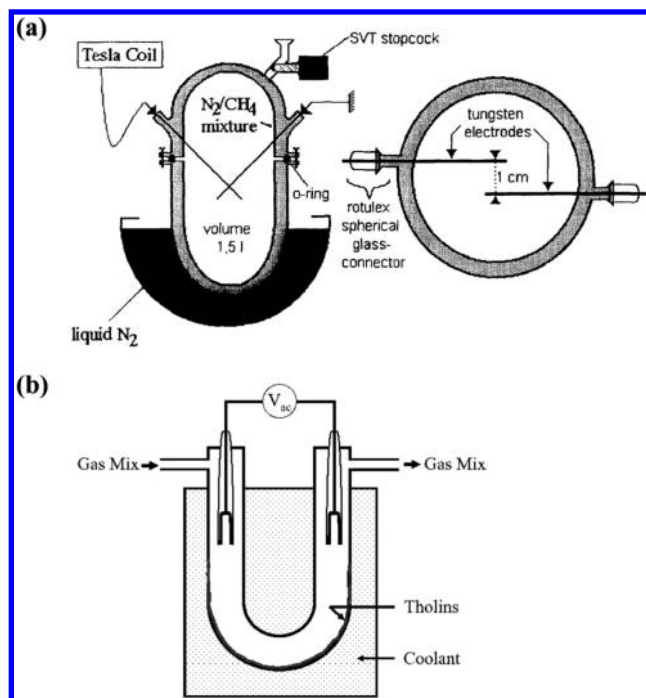 (a)
SVT stopcock
Tesla Coil
N2/CH4
mixture
tungsten
electrodes
1 cm
o-ring
rotulex
spherical
glass-
connector
volume
1,5 l
liquid N2
(b)
Vac
Gas Mix
Gas Mix
Tholins
Coolant